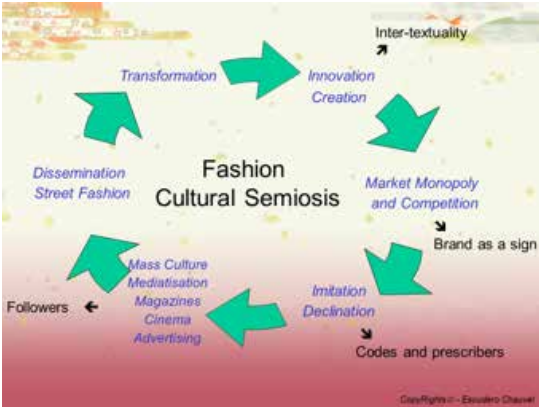 Inter-textuality
Transformation
Innovation
Creation
Dissemination
Street Fashion
Fashion
Cultural Semiosis
Market Monopoly
and Competition
Brand as a sign
Mass Culture
Mediatisation
Magazines
Cinema
Advertising
Imitation
Declination
Followers
Codes and prescribers
CopyRights © - Escudero Chauvel